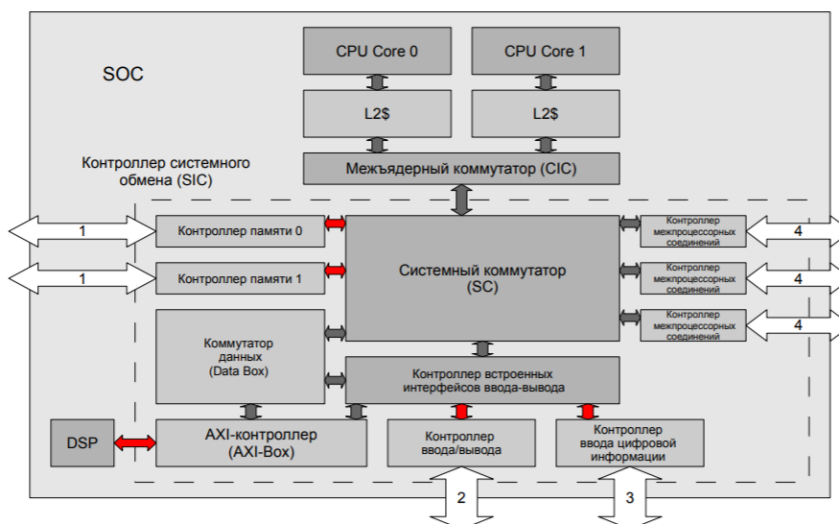 SOC
CPU Core 0
CPU Core 1
L2$
L2$
Межъядерный коммутатор (CIC)
Контроллер системного
обмена (SIC)
1
Контроллер памяти 0
1
Контроллер памяти 1
Системный коммутатор
(SC)
Контроллер
межпроцессорных
соединений
4
Контроллер
межпроцессорных
соединений
4
Контроллер
межпроцессорных
соединений
4
Коммутатор
данных
(Data Box)
Контроллер встроенных
интерфейсов ввода-вывода
DSP
AXI-контроллер
(AXI-Box)
Контроллер
ввода/вывода
Контроллер
ввода цифровой
информации
2
3